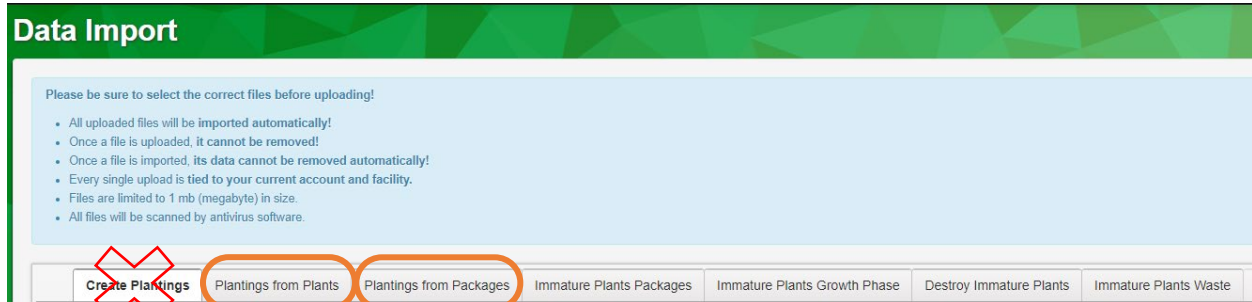 Data Import
Please be sure to select the correct files before uploading!
• All uploaded files will be imported automatically!
• Once a file is uploaded, it cannot be removed!
• Once a file is imported, its data cannot be removed automatically!
• Every single upload is tied to your current account and facility.
• Files are limited to 1 mb (megabyte) in size.
• All files will be scanned by antivirus software.
Create Plantings Plantings from Plants Plantings from Packages Immature Plants Packages Immature Plants Growth Phase Destroy Immature Plants Immature Plants Waste